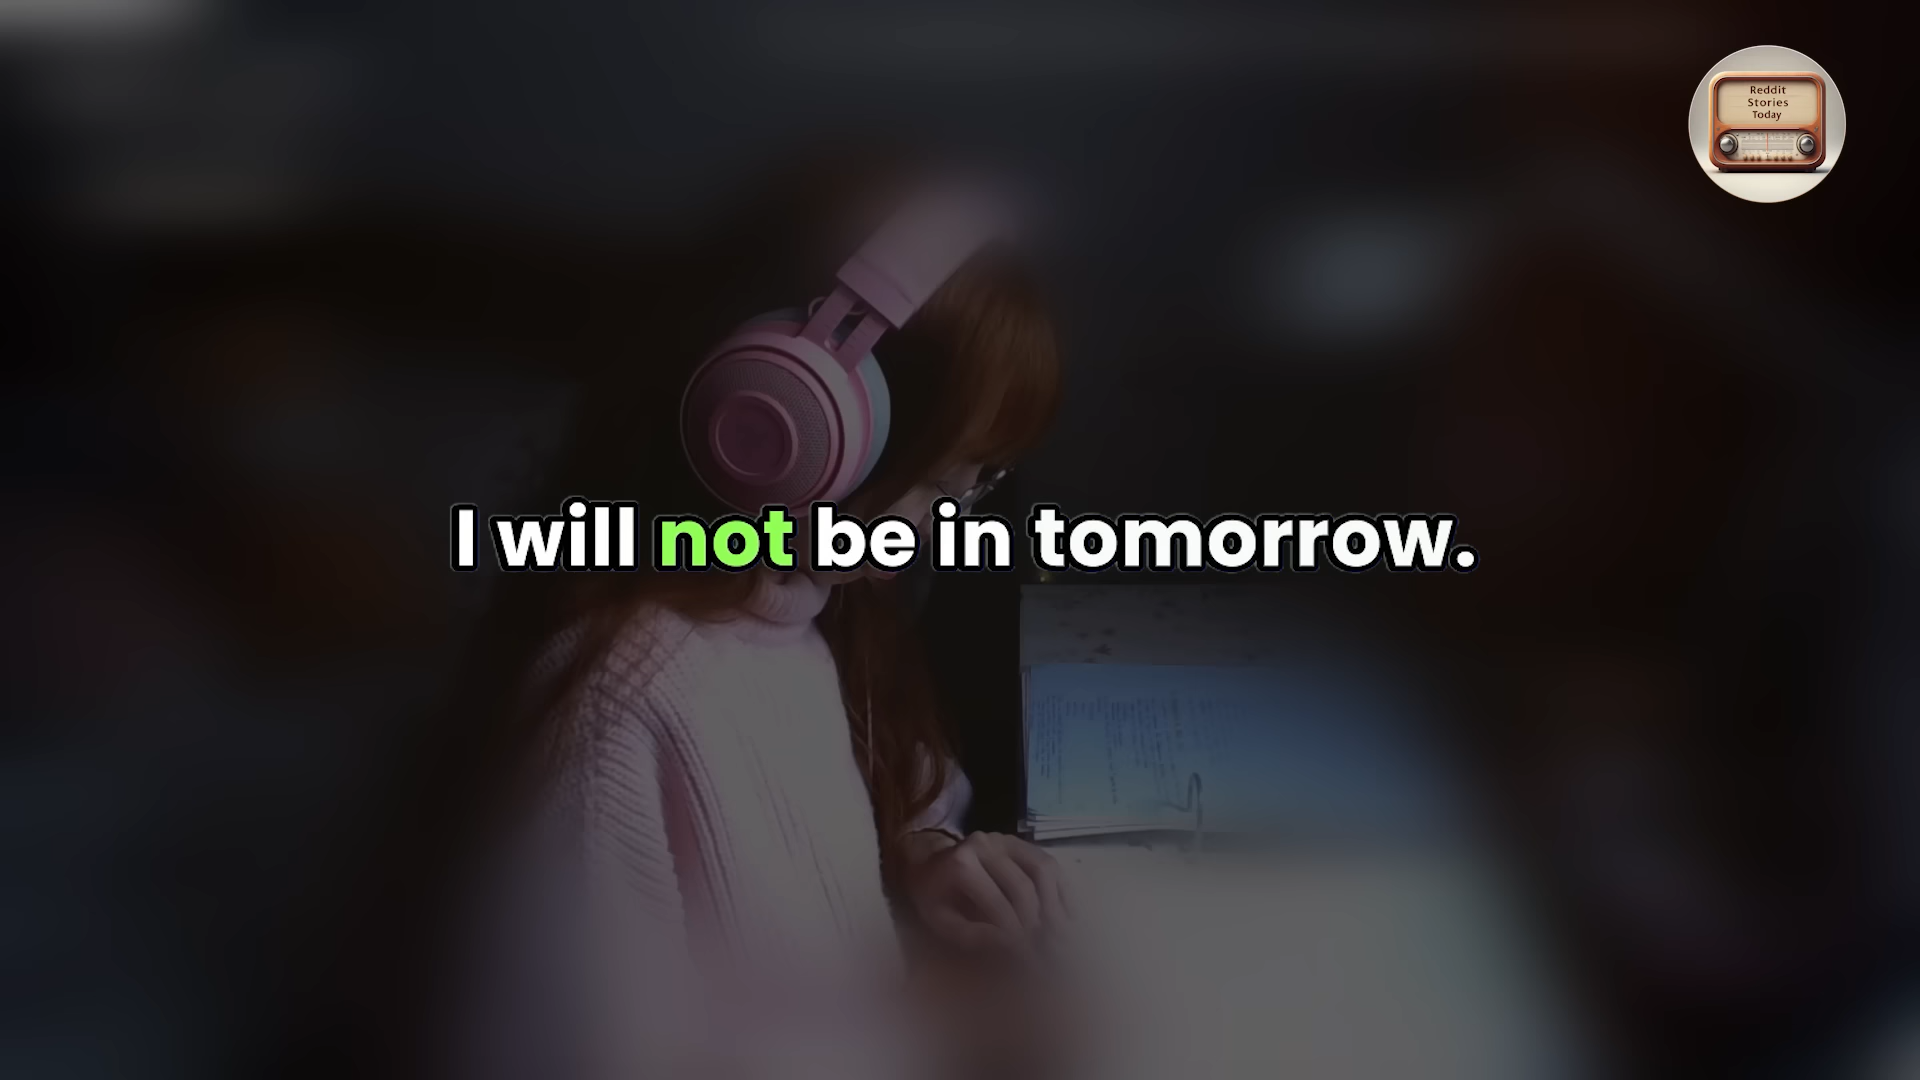 Reddit
Stories
Today
I will not be in tomorrow.